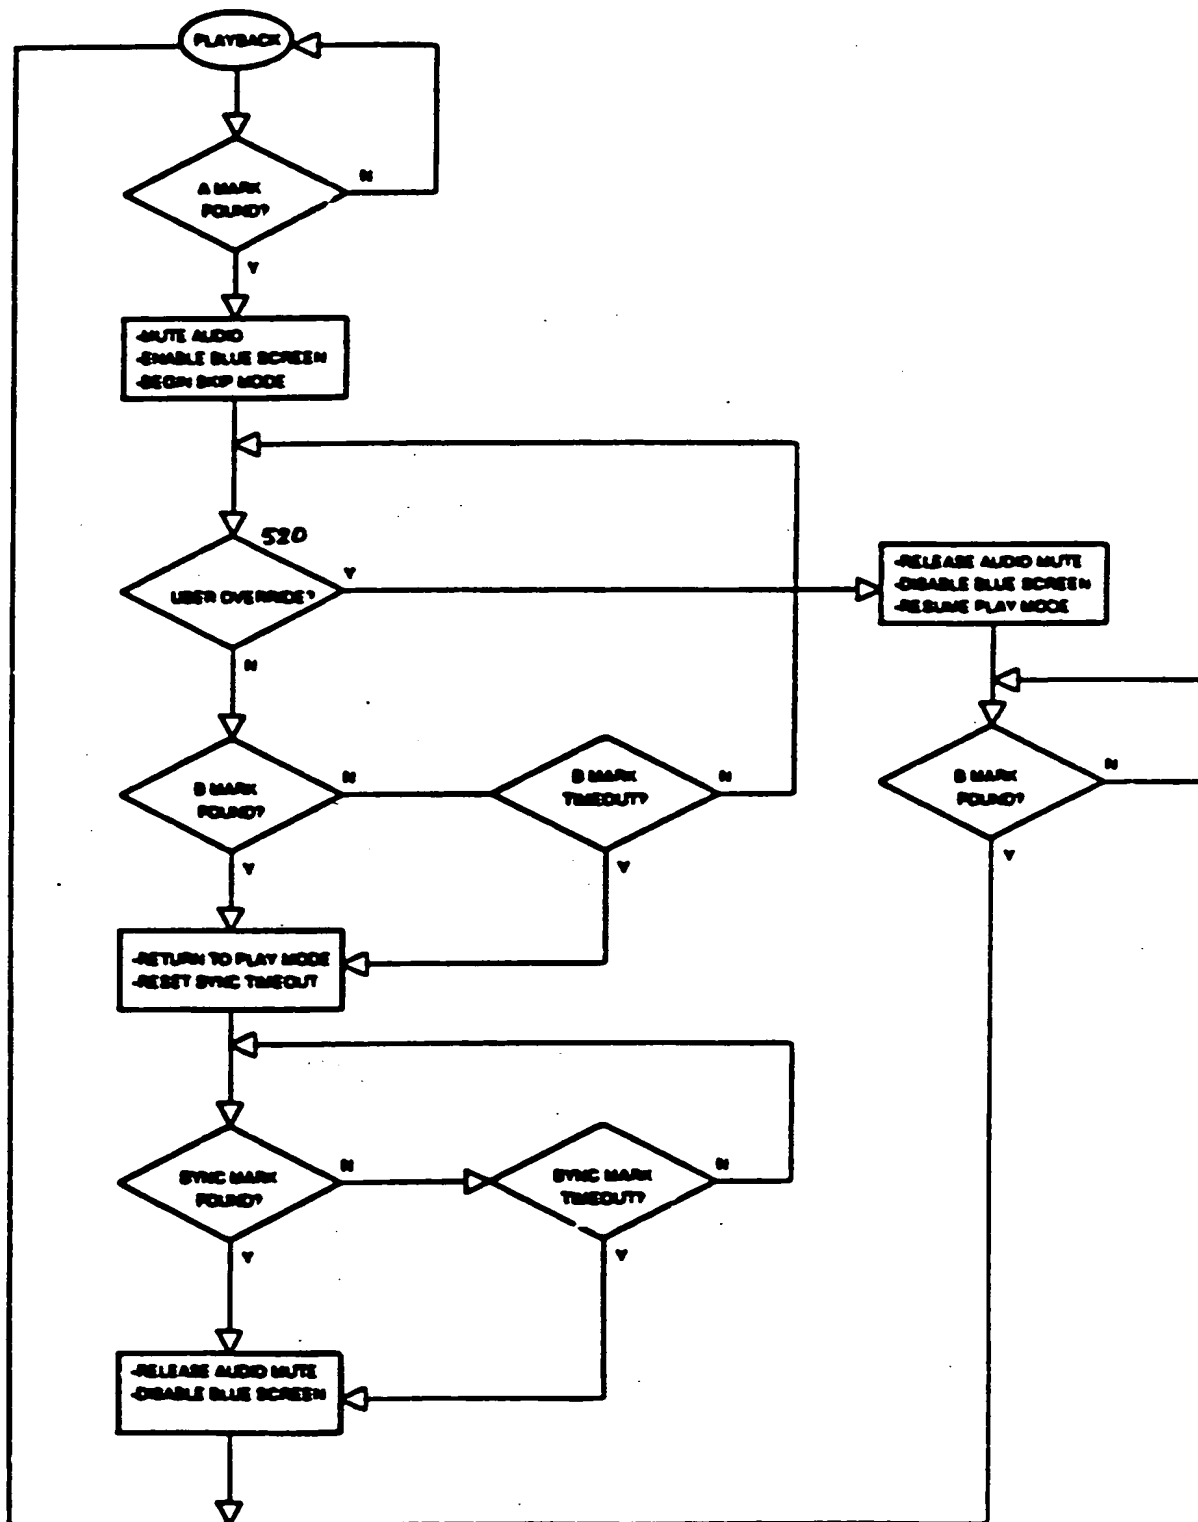 PLAYBACK
A MARK
FOUND?
N
Y
-MUTE AUDIO
-ENABLE BLUE SCREEN
-BEGIN SKIP MODE
520
USER OVERRIDE?
Y
N
-RELEASE AUDIO MUTE
-DISABLE BLUE SCREEN
-RESUME PLAY MODE
B MARK
FOUND?
N
Y
B MARK
TIMEOUT?
N
Y
B MARK
FOUND?
N
Y
-RETURN TO PLAY MODE
-RESET SYNC TIMEOUT
SYNC MARK
FOUND?
N
Y
SYNC MARK
TIMEOUT?
N
Y
-RELEASE AUDIO MUTE
-DISABLE BLUE SCREEN